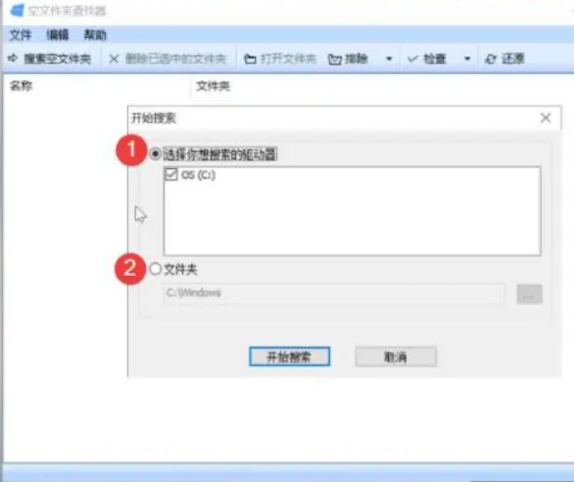 空文件夹查找器
文件 编辑 帮助
搜索空文件夹 删除已选中的文件夹 打开文件夹 排除 检查 还原
名称 文件夹
开始搜索
1 选择你想搜索的驱动器
OS (C:)
2 文件夹
C:\Windows
...
开始搜索 取消